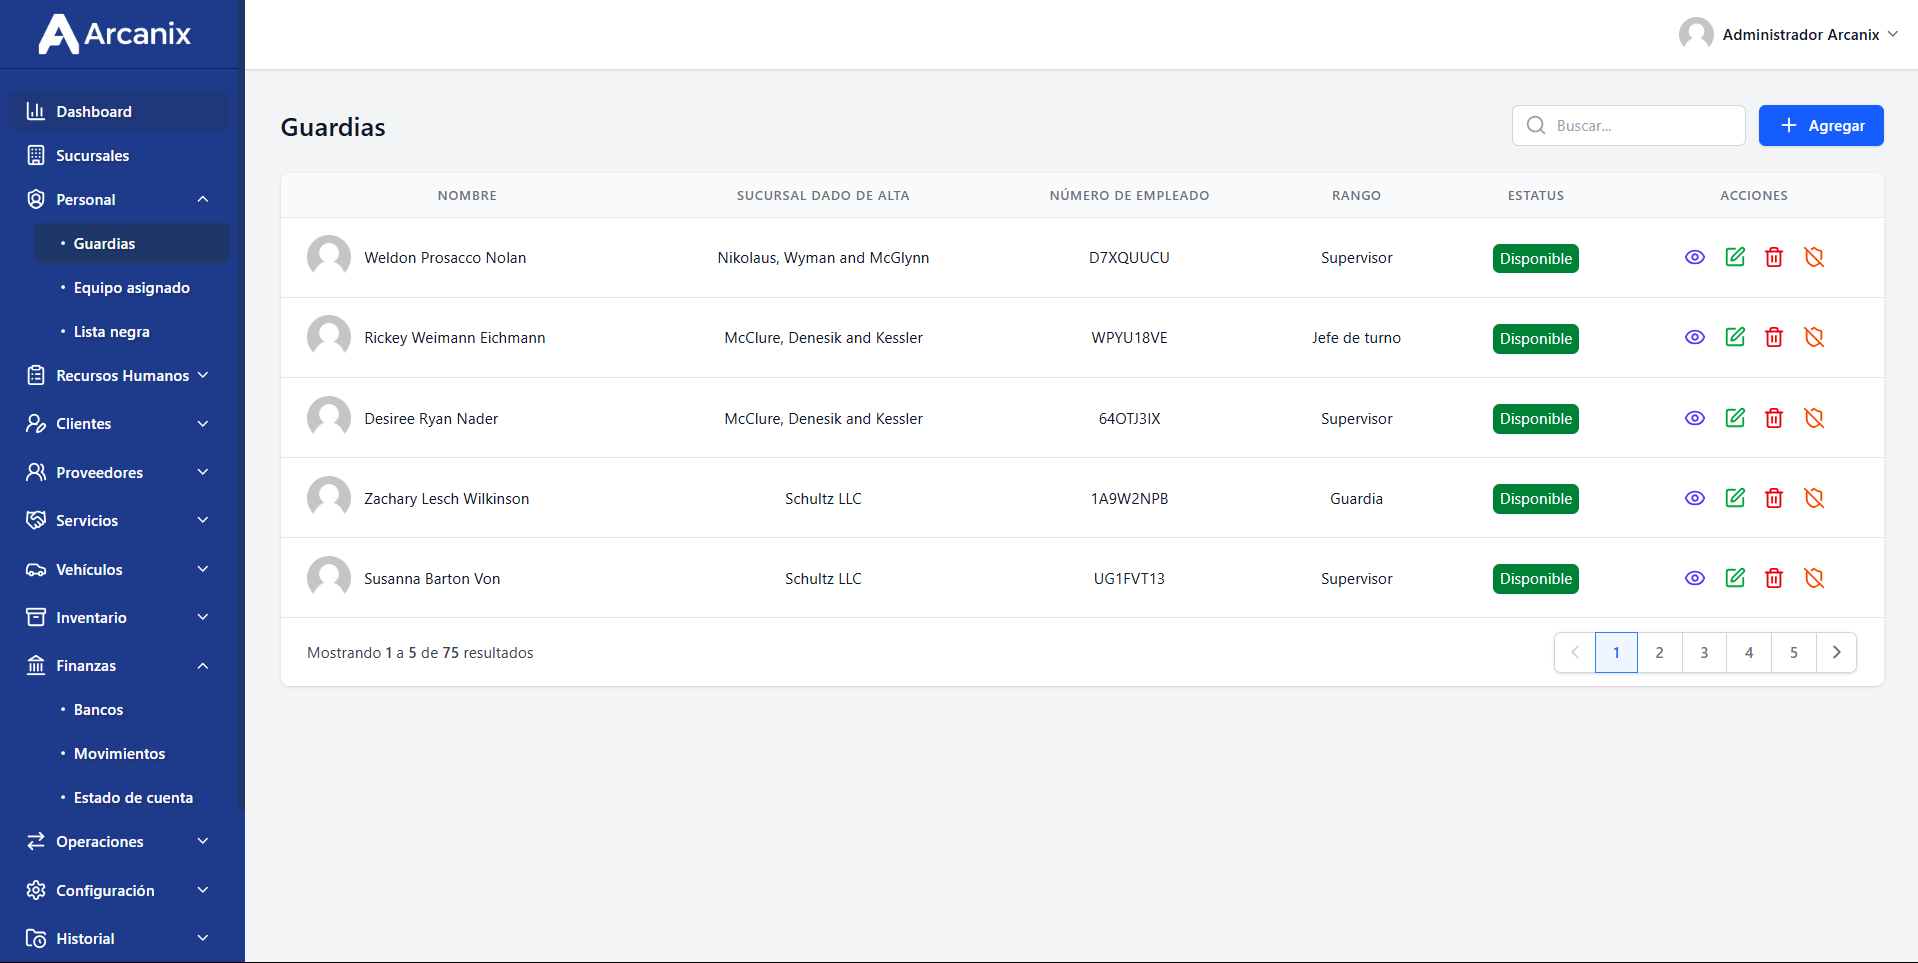 Arcanix
Administrador Arcanix
Dashboard
Sucursales
Personal
Guardias
Equipo asignado
Lista negra
Recursos Humanos
Clientes
Proveedores
Servicios
Vehículos
Inventario
Finanzas
Bancos
Movimientos
Estado de cuenta
Operaciones
Configuración
Historial
Guardias
Buscar...
Agregar
NOMBRE SUCURSAL DADO DE ALTA NÚMERO DE EMPLEADO RANGO ESTATUS ACCIONES
Weldon Prosacco Nolan Nikolaus, Wyman and McGlynn D7XQUUCU Supervisor Disponible
Rickey Weimann Eichmann McClure, Denesik and Kessler WPYU18VE Jefe de turno Disponible
Desiree Ryan Nader McClure, Denesik and Kessler 64OTJ3IX Supervisor Disponible
Zachary Lesch Wilkinson Schultz LLC 1A9W2NPB Guardia Disponible
Susanna Barton Von Schultz LLC UG1FVT13 Supervisor Disponible
Mostrando 1 a 5 de 75 resultados
1 2 3 4 5